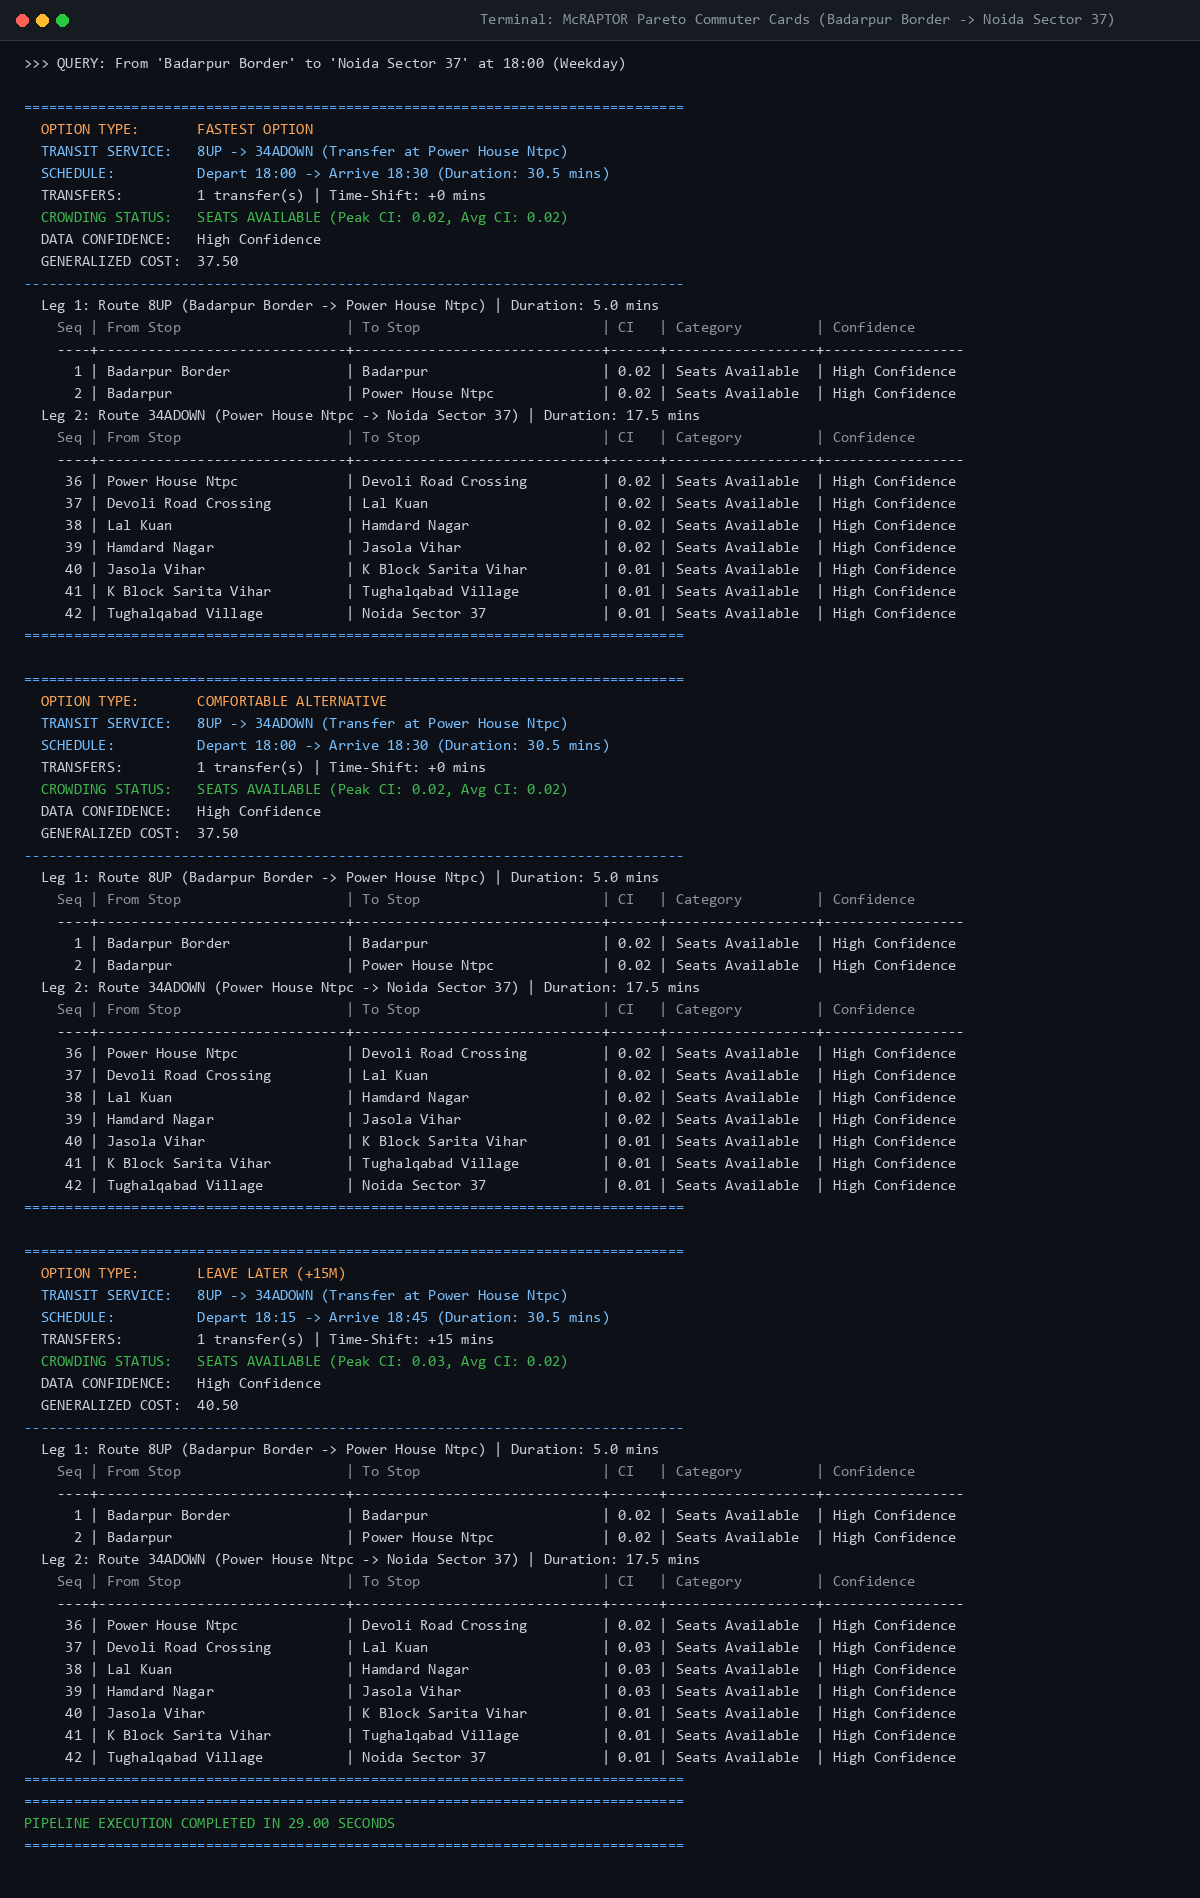 Terminal: McRAPTOR Pareto Commuter Cards (Badarpur Border -> Noida Sector 37)
>>> QUERY: From 'Badarpur Border' to 'Noida Sector 37' at 18:00 (Weekday)
================================================================================
OPTION TYPE:       FASTEST OPTION
TRANSIT SERVICE:   8UP -> 34ADOWN (Transfer at Power House Ntpc)
SCHEDULE:          Depart 18:00 -> Arrive 18:30 (Duration: 30.5 mins)
TRANSFERS:         1 transfer(s) | Time-Shift: +0 mins
CROWDING STATUS:   SEATS AVAILABLE (Peak CI: 0.02, Avg CI: 0.02)
DATA CONFIDENCE:   High Confidence
GENERALIZED COST:  37.50
--------------------------------------------------------------------------------
Leg 1: Route 8UP (Badarpur Border -> Power House Ntpc) | Duration: 5.0 mins
Seq | From Stop                    | To Stop                      | CI   | Category         | Confidence
----+------------------------------+------------------------------+------+------------------+-----------------
1 | Badarpur Border              | Badarpur                     | 0.02 | Seats Available  | High Confidence
2 | Badarpur                     | Power House Ntpc             | 0.02 | Seats Available  | High Confidence
Leg 2: Route 34ADOWN (Power House Ntpc -> Noida Sector 37) | Duration: 17.5 mins
Seq | From Stop                    | To Stop                      | CI   | Category         | Confidence
----+------------------------------+------------------------------+------+------------------+-----------------
36 | Power House Ntpc             | Devoli Road Crossing         | 0.02 | Seats Available  | High Confidence
37 | Devoli Road Crossing         | Lal Kuan                     | 0.02 | Seats Available  | High Confidence
38 | Lal Kuan                     | Hamdard Nagar                | 0.02 | Seats Available  | High Confidence
39 | Hamdard Nagar                | Jasola Vihar                 | 0.02 | Seats Available  | High Confidence
40 | Jasola Vihar                 | K Block Sarita Vihar         | 0.01 | Seats Available  | High Confidence
41 | K Block Sarita Vihar         | Tughalqabad Village          | 0.01 | Seats Available  | High Confidence
42 | Tughalqabad Village          | Noida Sector 37              | 0.01 | Seats Available  | High Confidence
================================================================================
================================================================================
OPTION TYPE:       COMFORTABLE ALTERNATIVE
TRANSIT SERVICE:   8UP -> 34ADOWN (Transfer at Power House Ntpc)
SCHEDULE:          Depart 18:00 -> Arrive 18:30 (Duration: 30.5 mins)
TRANSFERS:         1 transfer(s) | Time-Shift: +0 mins
CROWDING STATUS:   SEATS AVAILABLE (Peak CI: 0.02, Avg CI: 0.02)
DATA CONFIDENCE:   High Confidence
GENERALIZED COST:  37.50
--------------------------------------------------------------------------------
Leg 1: Route 8UP (Badarpur Border -> Power House Ntpc) | Duration: 5.0 mins
Seq | From Stop                    | To Stop                      | CI   | Category         | Confidence
----+------------------------------+------------------------------+------+------------------+-----------------
1 | Badarpur Border              | Badarpur                     | 0.02 | Seats Available  | High Confidence
2 | Badarpur                     | Power House Ntpc             | 0.02 | Seats Available  | High Confidence
Leg 2: Route 34ADOWN (Power House Ntpc -> Noida Sector 37) | Duration: 17.5 mins
Seq | From Stop                    | To Stop                      | CI   | Category         | Confidence
----+------------------------------+------------------------------+------+------------------+-----------------
36 | Power House Ntpc             | Devoli Road Crossing         | 0.02 | Seats Available  | High Confidence
37 | Devoli Road Crossing         | Lal Kuan                     | 0.02 | Seats Available  | High Confidence
38 | Lal Kuan                     | Hamdard Nagar                | 0.02 | Seats Available  | High Confidence
39 | Hamdard Nagar                | Jasola Vihar                 | 0.02 | Seats Available  | High Confidence
40 | Jasola Vihar                 | K Block Sarita Vihar         | 0.01 | Seats Available  | High Confidence
41 | K Block Sarita Vihar         | Tughalqabad Village          | 0.01 | Seats Available  | High Confidence
42 | Tughalqabad Village          | Noida Sector 37              | 0.01 | Seats Available  | High Confidence
================================================================================
================================================================================
OPTION TYPE:       LEAVE LATER (+15M)
TRANSIT SERVICE:   8UP -> 34ADOWN (Transfer at Power House Ntpc)
SCHEDULE:          Depart 18:15 -> Arrive 18:45 (Duration: 30.5 mins)
TRANSFERS:         1 transfer(s) | Time-Shift: +15 mins
CROWDING STATUS:   SEATS AVAILABLE (Peak CI: 0.03, Avg CI: 0.02)
DATA CONFIDENCE:   High Confidence
GENERALIZED COST:  40.50
--------------------------------------------------------------------------------
Leg 1: Route 8UP (Badarpur Border -> Power House Ntpc) | Duration: 5.0 mins
Seq | From Stop                    | To Stop                      | CI   | Category         | Confidence
----+------------------------------+------------------------------+------+------------------+-----------------
1 | Badarpur Border              | Badarpur                     | 0.02 | Seats Available  | High Confidence
2 | Badarpur                     | Power House Ntpc             | 0.02 | Seats Available  | High Confidence
Leg 2: Route 34ADOWN (Power House Ntpc -> Noida Sector 37) | Duration: 17.5 mins
Seq | From Stop                    | To Stop                      | CI   | Category         | Confidence
----+------------------------------+------------------------------+------+------------------+-----------------
36 | Power House Ntpc             | Devoli Road Crossing         | 0.02 | Seats Available  | High Confidence
37 | Devoli Road Crossing         | Lal Kuan                     | 0.03 | Seats Available  | High Confidence
38 | Lal Kuan                     | Hamdard Nagar                | 0.03 | Seats Available  | High Confidence
39 | Hamdard Nagar                | Jasola Vihar                 | 0.03 | Seats Available  | High Confidence
40 | Jasola Vihar                 | K Block Sarita Vihar         | 0.01 | Seats Available  | High Confidence
41 | K Block Sarita Vihar         | Tughalqabad Village          | 0.01 | Seats Available  | High Confidence
42 | Tughalqabad Village          | Noida Sector 37              | 0.01 | Seats Available  | High Confidence
================================================================================
================================================================================
PIPELINE EXECUTION COMPLETED IN 29.00 SECONDS
================================================================================